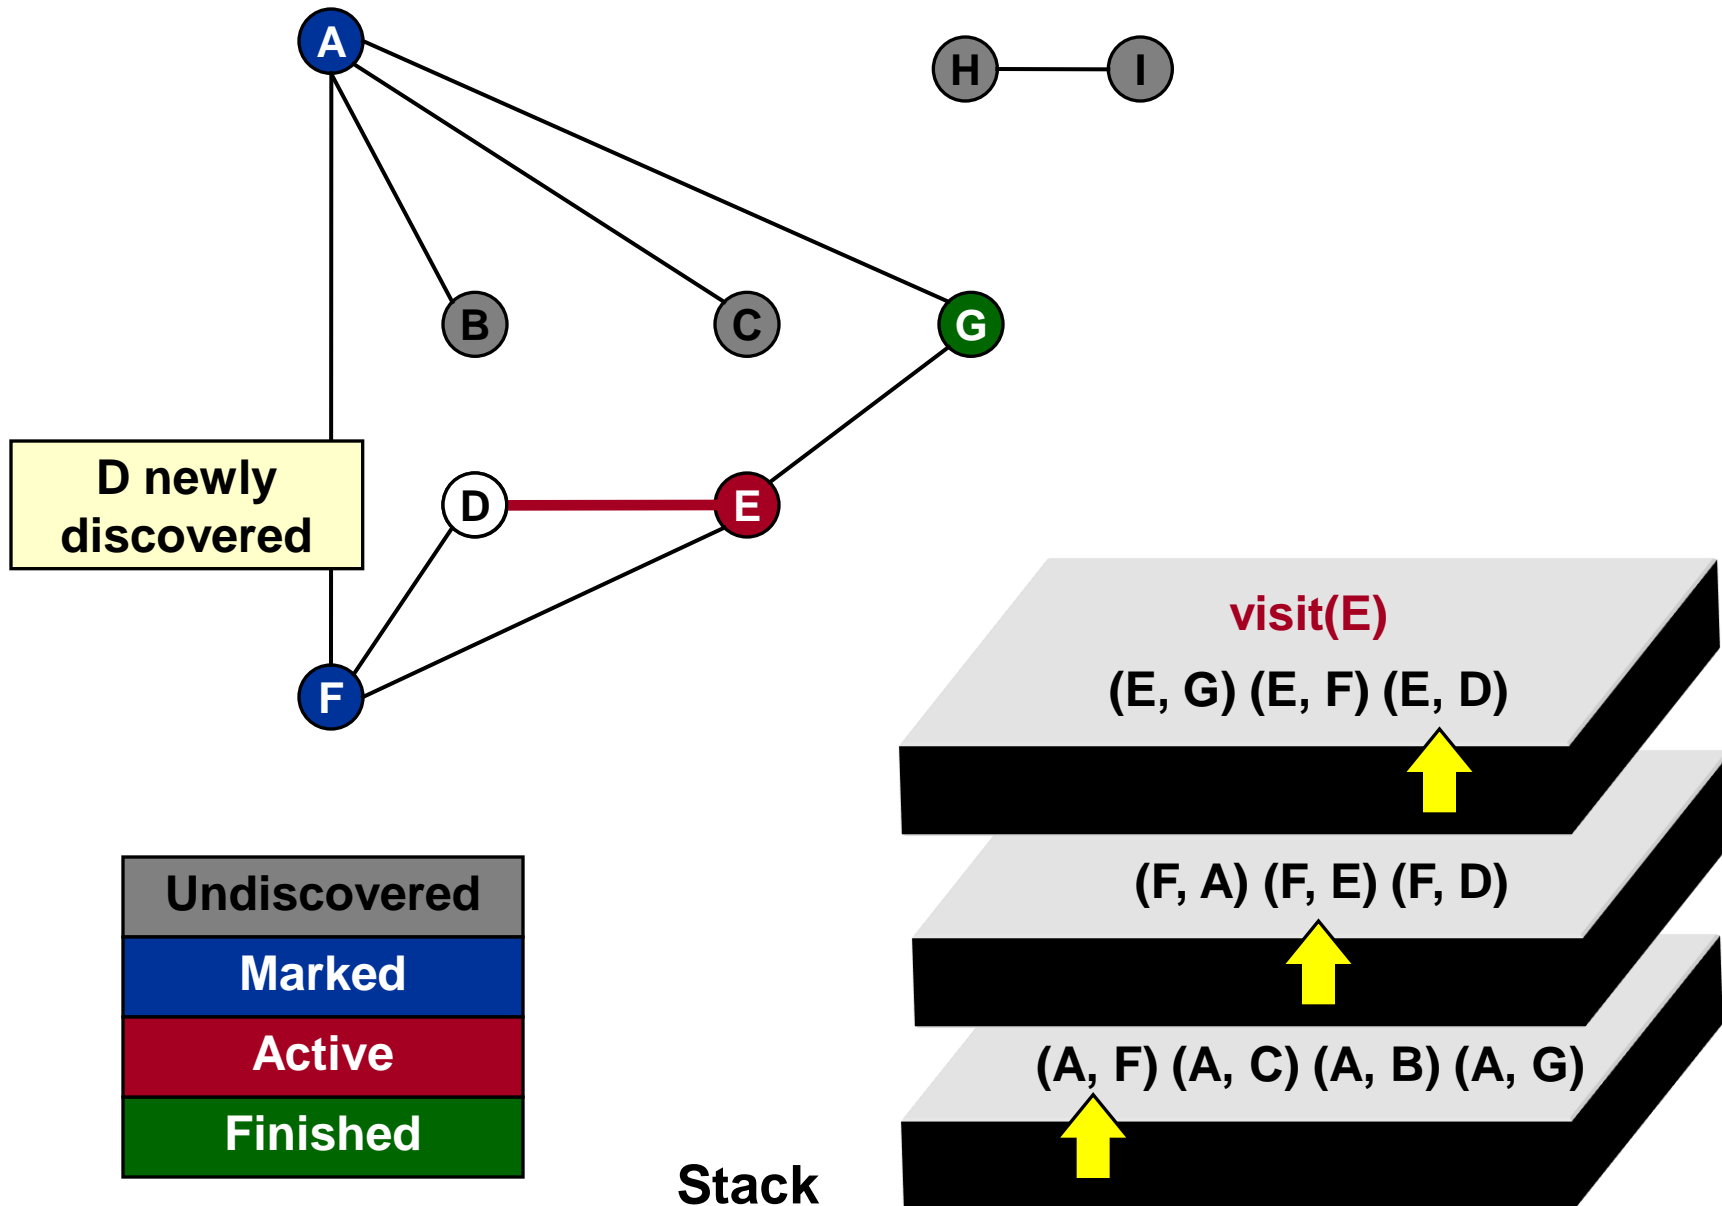 A
H
I
B
C
G
D newly
discovered
D
E
F
visit(E)
(E, G) (E, F) (E, D)
(F, A) (F, E) (F, D)
(A, F) (A, C) (A, B) (A, G)
Undiscovered
Marked
Active
Finished
Stack